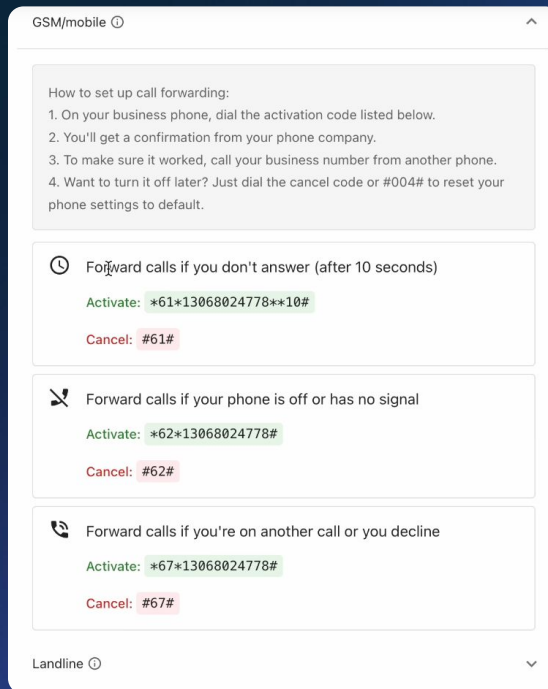 GSM/mobile
How to set up call forwarding:
1. On your business phone, dial the activation code listed below.
2. You'll get a confirmation from your phone company.
3. To make sure it worked, call your business number from another phone.
4. Want to turn it off later? Just dial the cancel code or #004# to reset your
phone settings to default.
Forward calls if you don't answer (after 10 seconds)
Activate: *61*13068024778**10#
Cancel: #61#
Forward calls if your phone is off or has no signal
Activate: *62*13068024778#
Cancel: #62#
Forward calls if you're on another call or you decline
Activate: *67*13068024778#
Cancel: #67#
Landline